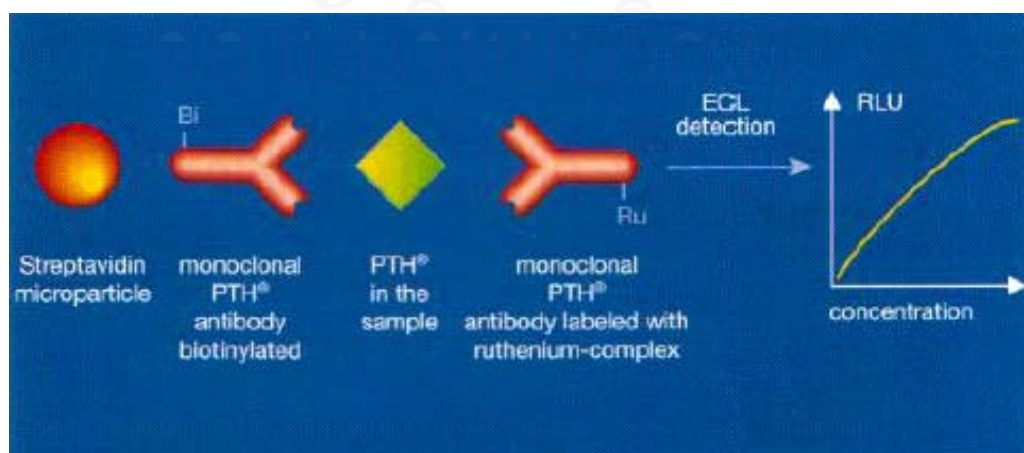 Bi
Ru
ECL
detection
RLU
concentration
Streptavidin
microparticle
monoclonal
PTH®
antibody
biotinylated
PTH®
in the
sample
monoclonal
PTH®
antibody labeled with
ruthenium-complex